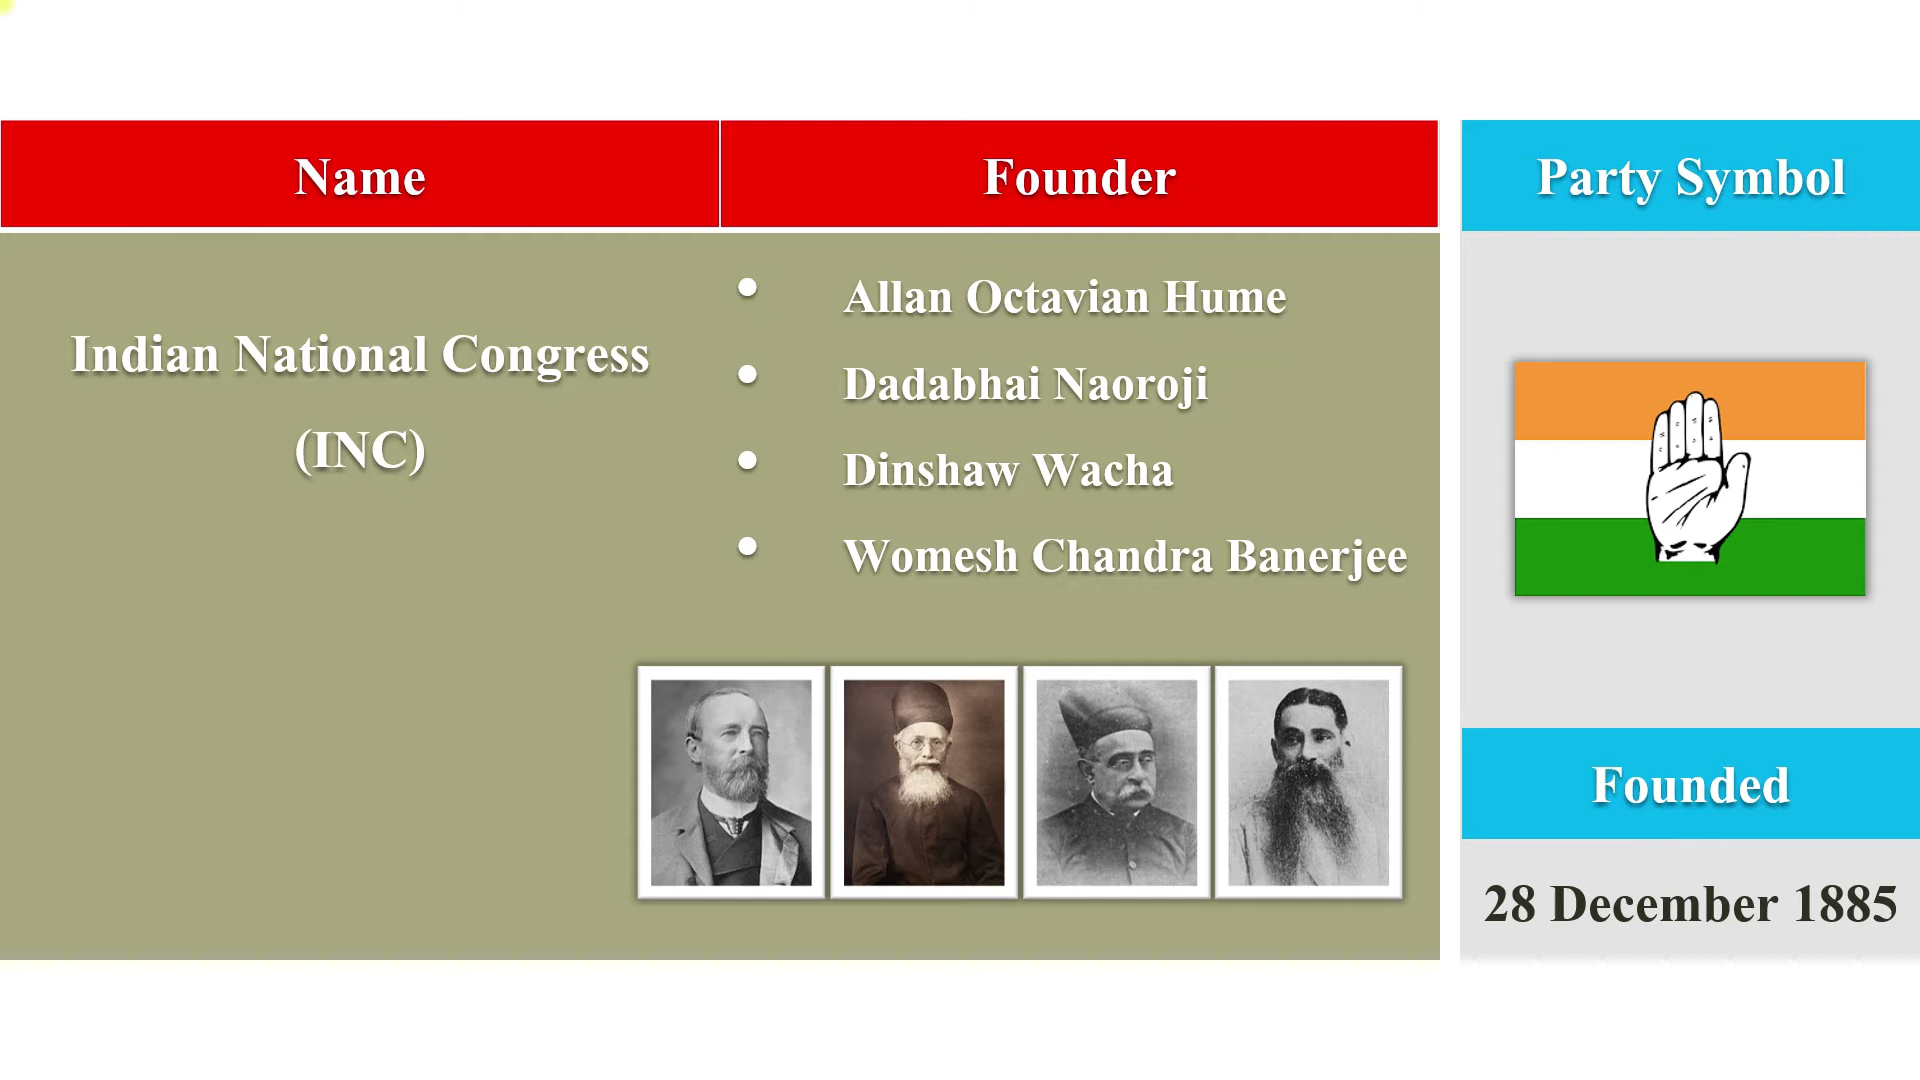 Name
Founder
Party Symbol
Indian National Congress
(INC)
• Allan Octavian Hume
• Dadabhai Naoroji
• Dinshaw Wacha
• Womesh Chandra Banerjee
Founded
28 December 1885